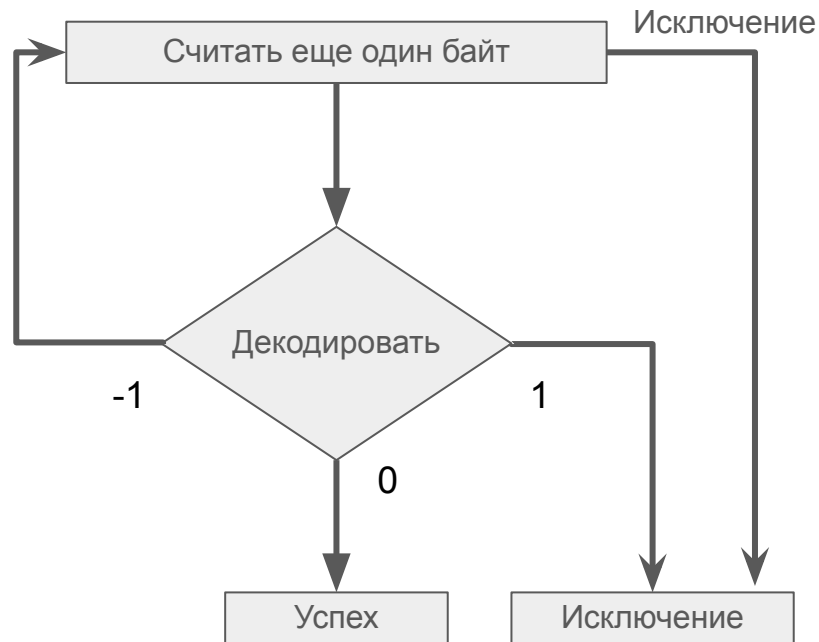 Исключение
Считать еще один байт
Декодировать
-1
1
0
Успех
Исключение